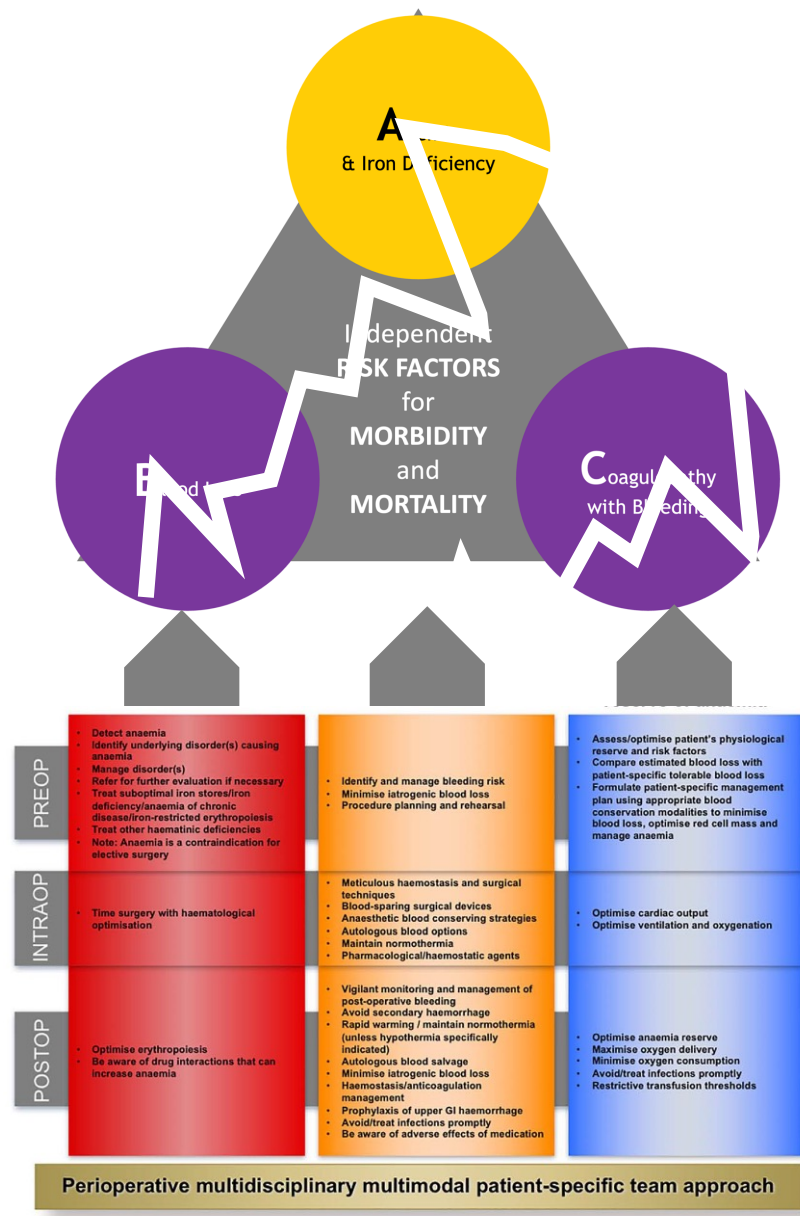 A
& Iron Deficiency
Independent
RISK FACTORS
for
MORBIDITY
and
MORTALITY
Coagulopathy
with Bleeding
PREOP
• Detect anaemia
• Identify underlying disorder(s) causing
anaemia
• Manage disorder(s)
• Refer for further evaluation if necessary
• Treat suboptimal iron stores/iron
deficiency/anaemia of chronic
disease/iron-restricted erythropoiesis
• Treat other haematinic deficiencies
• Note: Anaemia is a contraindication for
elective surgery
• Identify and manage bleeding risk
• Minimise iatrogenic blood loss
• Procedure planning and rehearsal
• Assess/optimise patient's physiological
reserve and risk factors
• Compare estimated blood loss with
patient-specific tolerable blood loss
• Formulate patient-specific management
plan using appropriate blood
conservation modalities to minimise
blood loss, optimise red cell mass and
manage anaemia
INTRAOP
• Time surgery with haematological
optimisation
• Meticulous haemostasis and surgical
techniques
• Blood-sparing surgical devices
• Anaesthetic blood conserving strategies
• Autologous blood options
• Maintain normothermia
• Pharmacological/haemostatic agents
• Optimise cardiac output
• Optimise ventilation and oxygenation
POSTOP
• Optimise erythropoiesis
• Be aware of drug interactions that can
increase anaemia
• Vigilant monitoring and management of
post-operative bleeding
• Avoid secondary haemorrhage
• Rapid warming / maintain normothermia
(unless hypothermia specifically
indicated)
• Autologous blood salvage
• Minimise iatrogenic blood loss
• Haemostasis/anticoagulation
management
• Prophylaxis of upper GI haemorrhage
• Avoid/treat infections promptly
• Be aware of adverse effects of medication
• Optimise anaemia reserve
• Maximise oxygen delivery
• Minimise oxygen consumption
• Avoid/treat infections promptly
• Restrictive transfusion thresholds
Perioperative multidisciplinary multimodal patient-specific team approach